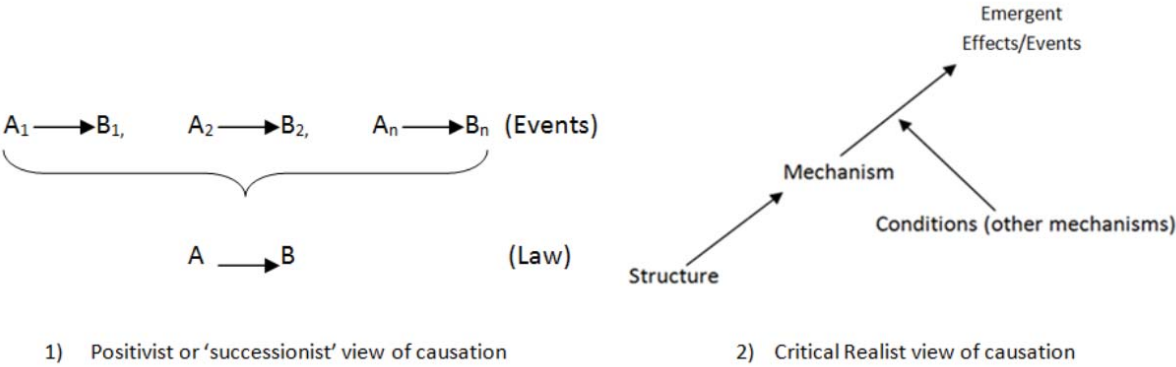 A1 B1, A2 B2, An Bn (Events)
A B (Law)
1) Positivist or ‘successionist’ view of causation
Emergent
Effects/Events
Mechanism
Conditions (other mechanisms)
Structure
2) Critical Realist view of causation